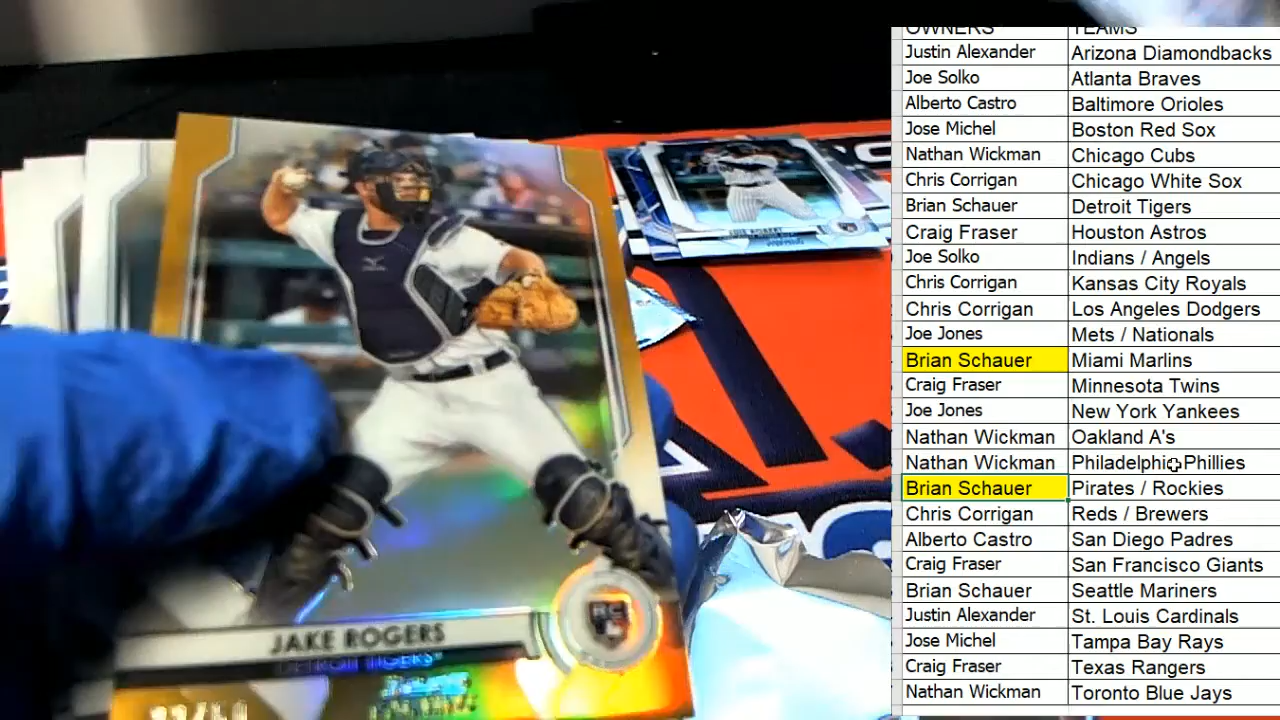 OWNERS TEAMS
Justin Alexander Arizona Diamondbacks
Joe Solko Atlanta Braves
Alberto Castro Baltimore Orioles
Jose Michel Boston Red Sox
Nathan Wickman Chicago Cubs
Chris Corrigan Chicago White Sox
Brian Schauer Detroit Tigers
Craig Fraser Houston Astros
Joe Solko Indians / Angels
Chris Corrigan Kansas City Royals
Chris Corrigan Los Angeles Dodgers
Joe Jones Mets / Nationals
Brian Schauer Miami Marlins
Craig Fraser Minnesota Twins
Joe Jones New York Yankees
Nathan Wickman Oakland A's
Nathan Wickman Philadelphia Phillies
Brian Schauer Pirates / Rockies
Chris Corrigan Reds / Brewers
Alberto Castro San Diego Padres
Craig Fraser San Francisco Giants
Brian Schauer Seattle Mariners
Justin Alexander St. Louis Cardinals
Jose Michel Tampa Bay Rays
Craig Fraser Texas Rangers
Nathan Wickman Toronto Blue Jays
LUIS ROBERT
RC
JAKE ROGERS
DETROIT TIGERS